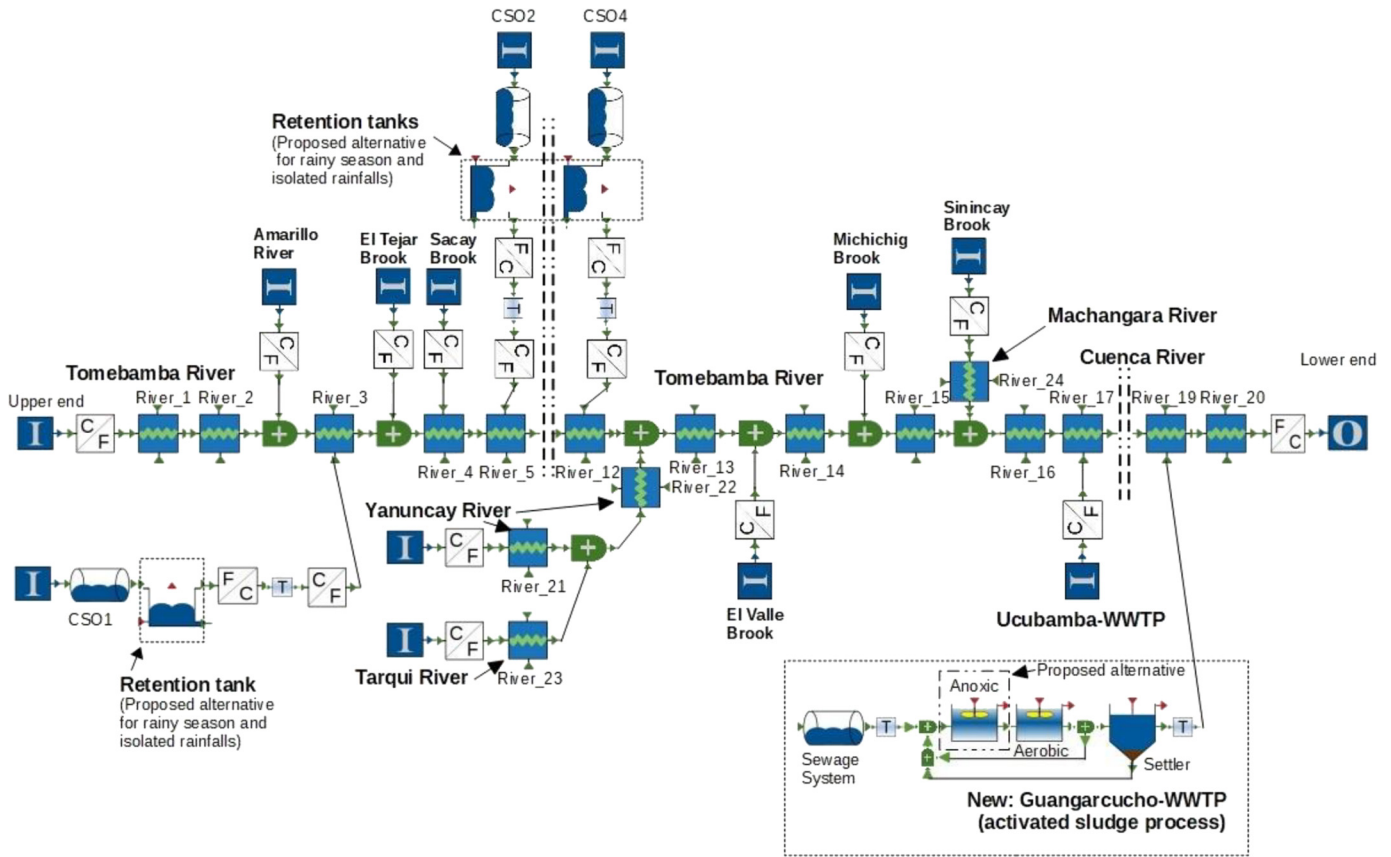 CSO2
CSO4
I
I
Retention tanks
(Proposed alternative
for rainy season and
isolated rainfalls)
Sinincay
Brook
Amarillo
River
El Tejar
Brook
Sacay
Brook
Michichig
Brook
F
C
F
C
I
I
I
I
I
T
T
C
F
C
F
C
F
F
C
F
C
C
F
C
F
Machangara River
Cuenca River
Lower end
Tomebamba River
Tomebamba River
River_24
Upper end
River_1
River_2
River_3
River_15
River_17
River_19
River_20
I
C
F
F
C
O
River_4
River_5
River_12
River_13
River_14
River_16
River_22
Yanuncay River
I
C
F
C
F
C
F
River_21
I
F
C
T
C
F
I
I
CSO1
El Valle
Brook
Ucubamba-WWTP
I
C
F
Tarqui River
River_23
Retention tank
(Proposed alternative
for rainy season and
isolated rainfalls)
Proposed alternative
Anoxic
T
T
Aerobic
Sewage
System
Settler
New: Guangarcucho-WWTP
(activated sludge process)